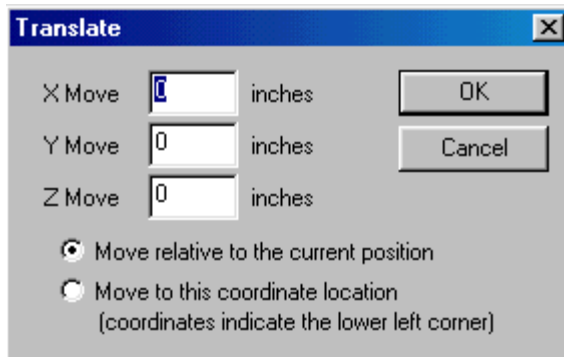 Translate
X Move 0 inches OK
Y Move 0 inches Cancel
Z Move 0 inches
Move relative to the current position
Move to this coordinate location
(coordinates indicate the lower left corner)